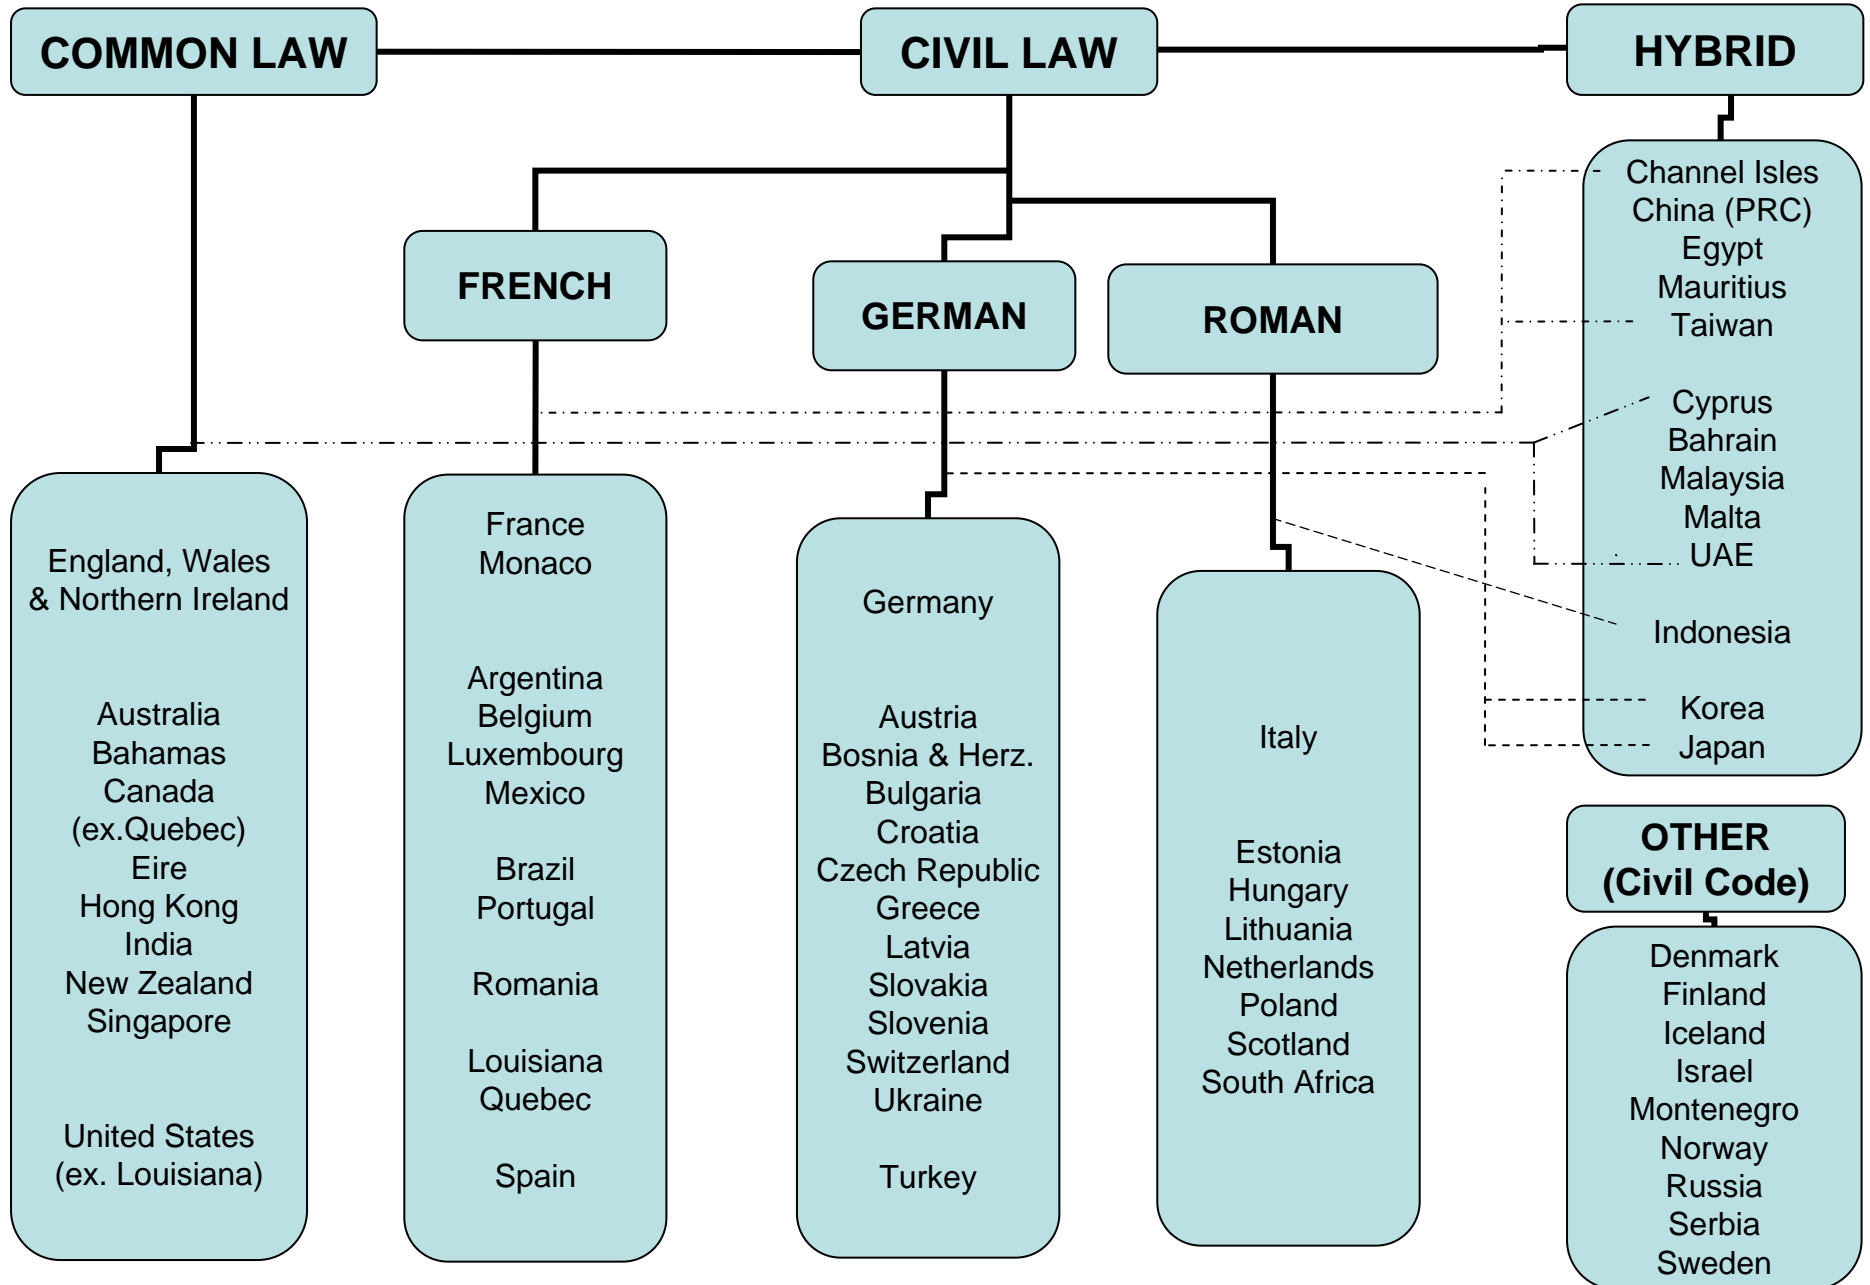 COMMON LAW
CIVIL LAW
HYBRID
FRENCH
GERMAN
ROMAN
England, Wales
& Northern Ireland
Australia
Bahamas
Canada
(ex.Quebec)
Eire
Hong Kong
India
New Zealand
Singapore
United States
(ex. Louisiana)
France
Monaco
Argentina
Belgium
Luxembourg
Mexico
Brazil
Portugal
Romania
Louisiana
Quebec
Spain
Germany
Austria
Bosnia & Herz.
Bulgaria
Croatia
Czech Republic
Greece
Latvia
Slovakia
Slovenia
Switzerland
Ukraine
Turkey
Italy
Estonia
Hungary
Lithuania
Netherlands
Poland
Scotland
South Africa
Channel Isles
China (PRC)
Egypt
Mauritius
Taiwan
Cyprus
Bahrain
Malaysia
Malta
UAE
Indonesia
Korea
Japan
OTHER
(Civil Code)
Denmark
Finland
Iceland
Israel
Montenegro
Norway
Russia
Serbia
Sweden